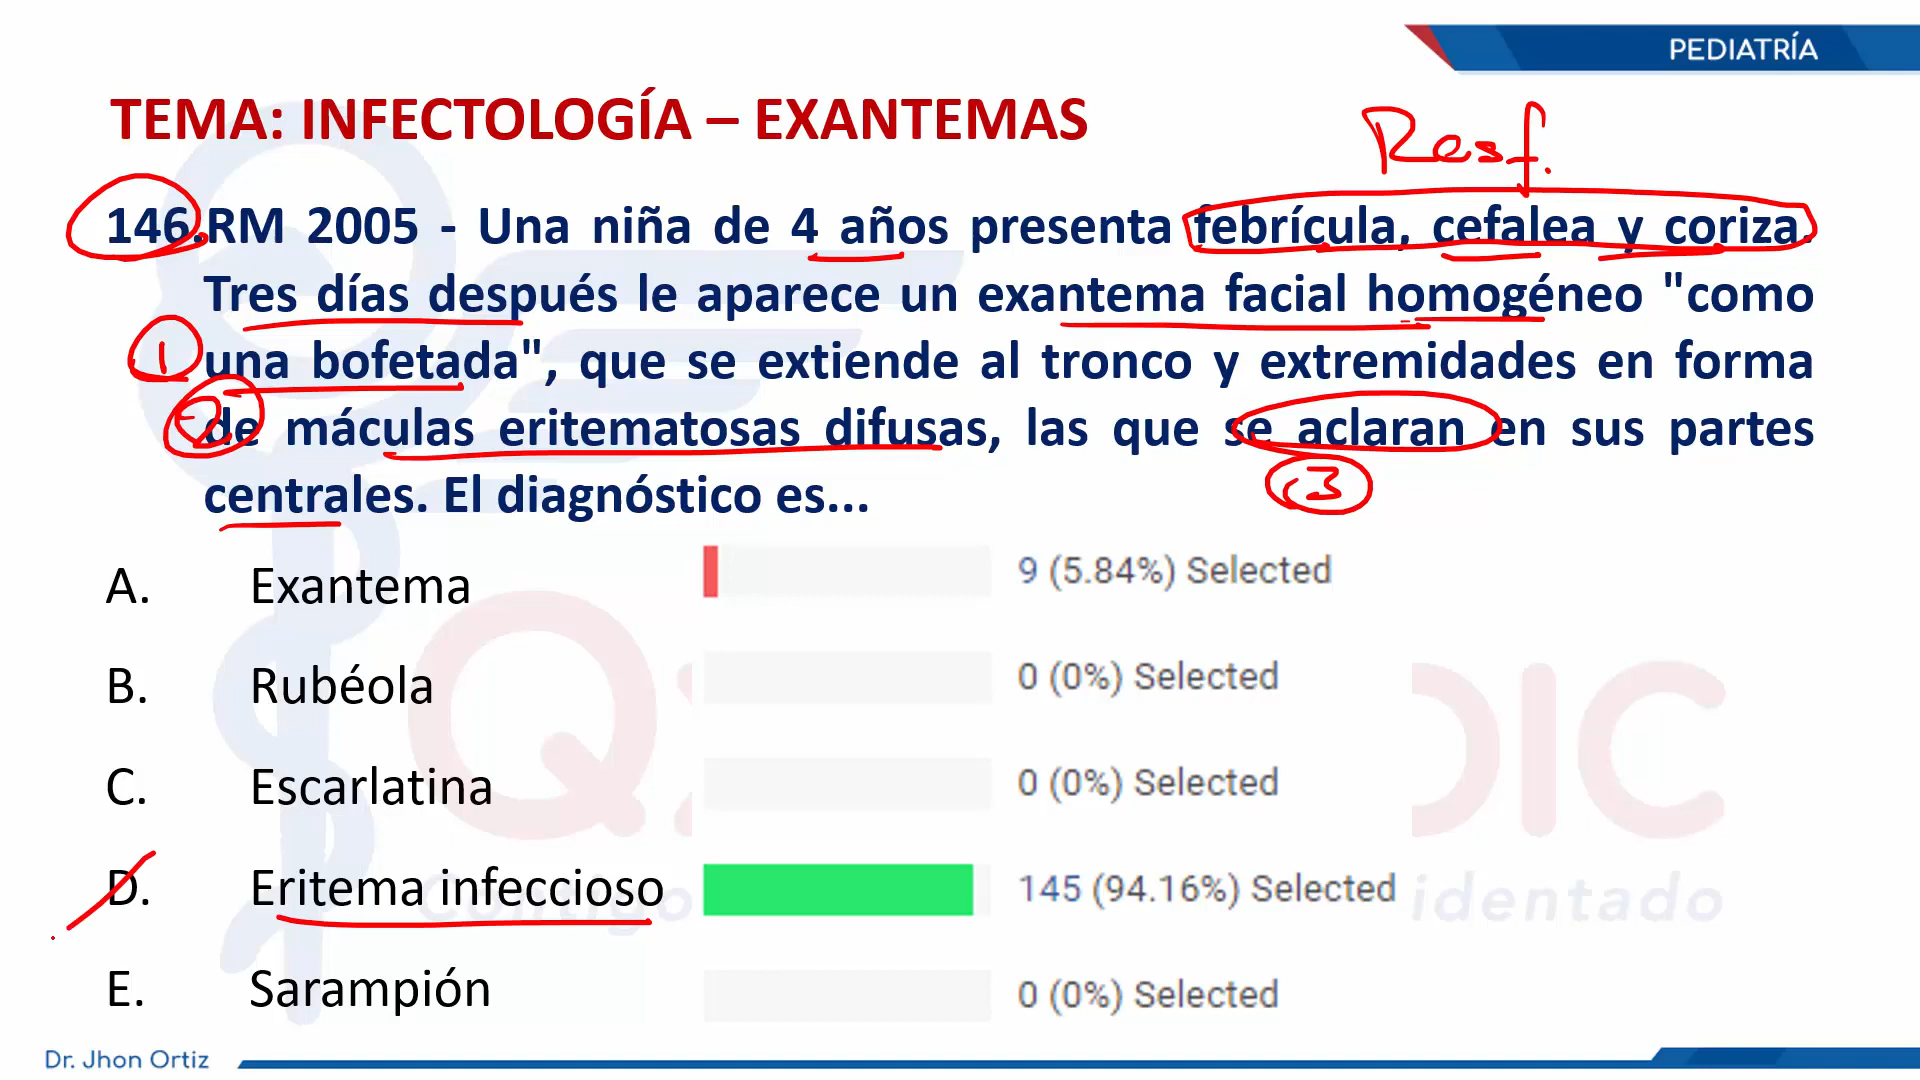 PEDIATRÍA
TEMA: INFECTOLOGÍA – EXANTEMAS
Resf.
146.RM 2005 - Una niña de 4 años presenta febrícula, cefalea y coriza.
Tres días después le aparece un exantema facial homogéneo "como
1
una bofetada", que se extiende al tronco y extremidades en forma
2
de máculas eritematosas difusas, las que se aclaran en sus partes
3
centrales. El diagnóstico es...
A. Exantema 9 (5.84%) Selected
B. Rubéola 0 (0%) Selected
C. Escarlatina 0 (0%) Selected
D. Eritema infeccioso 145 (94.16%) Selected
identado
E. Sarampión 0 (0%) Selected
Dr. Jhon Ortiz